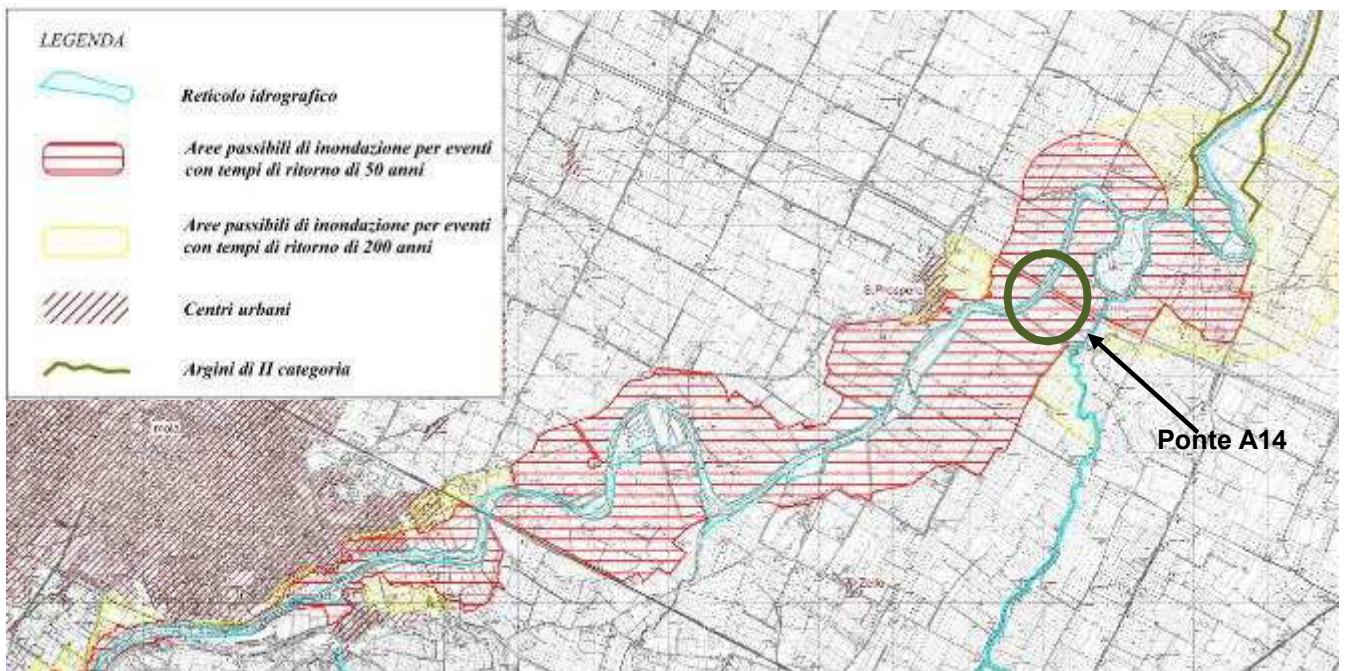 LEGENDA
Reticolo idrografico
Aree passibili di inondazione per eventi
con tempi di ritorno di 50 anni
Aree passibili di inondazione per eventi
con tempi di ritorno di 200 anni
Centri urbani
Argini di II categoria
S.Prospero
mola
Ponte A14
Zello